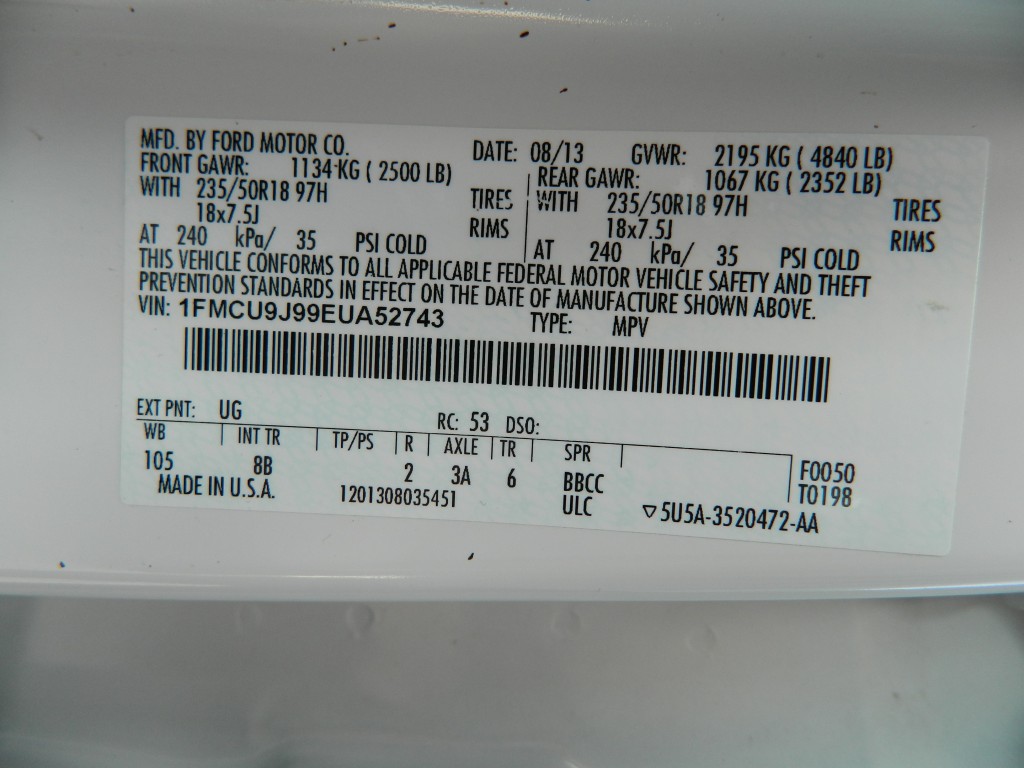 MFD. BY FORD MOTOR CO. DATE: 08/13 GVWR: 2195 KG ( 4840 LB)
FRONT GAWR: 1134 KG ( 2500 LB) REAR GAWR: 1067 KG ( 2352 LB)
WITH 235/50R18 97H TIRES WITH 235/50R18 97H TIRES
18x7.5J RIMS 18x7.5J RIMS
AT 240 kPa/ 35 PSI COLD AT 240 kPa/ 35 PSI COLD
THIS VEHICLE CONFORMS TO ALL APPLICABLE FEDERAL MOTOR VEHICLE SAFETY AND THEFT
PREVENTION STANDARDS IN EFFECT ON THE DATE OF MANUFACTURE SHOWN ABOVE.
VIN: 1FMCU9J99EUA52743 TYPE: MPV
EXT PNT: UG RC: 53 DSO:
WB INT TR TP/PS R AXLE TR SPR
105 8B 2 3A 6 BBCC F0050
MADE IN U.S.A. 1201308035451 ULC T0198
▽5U5A-3520472-AA